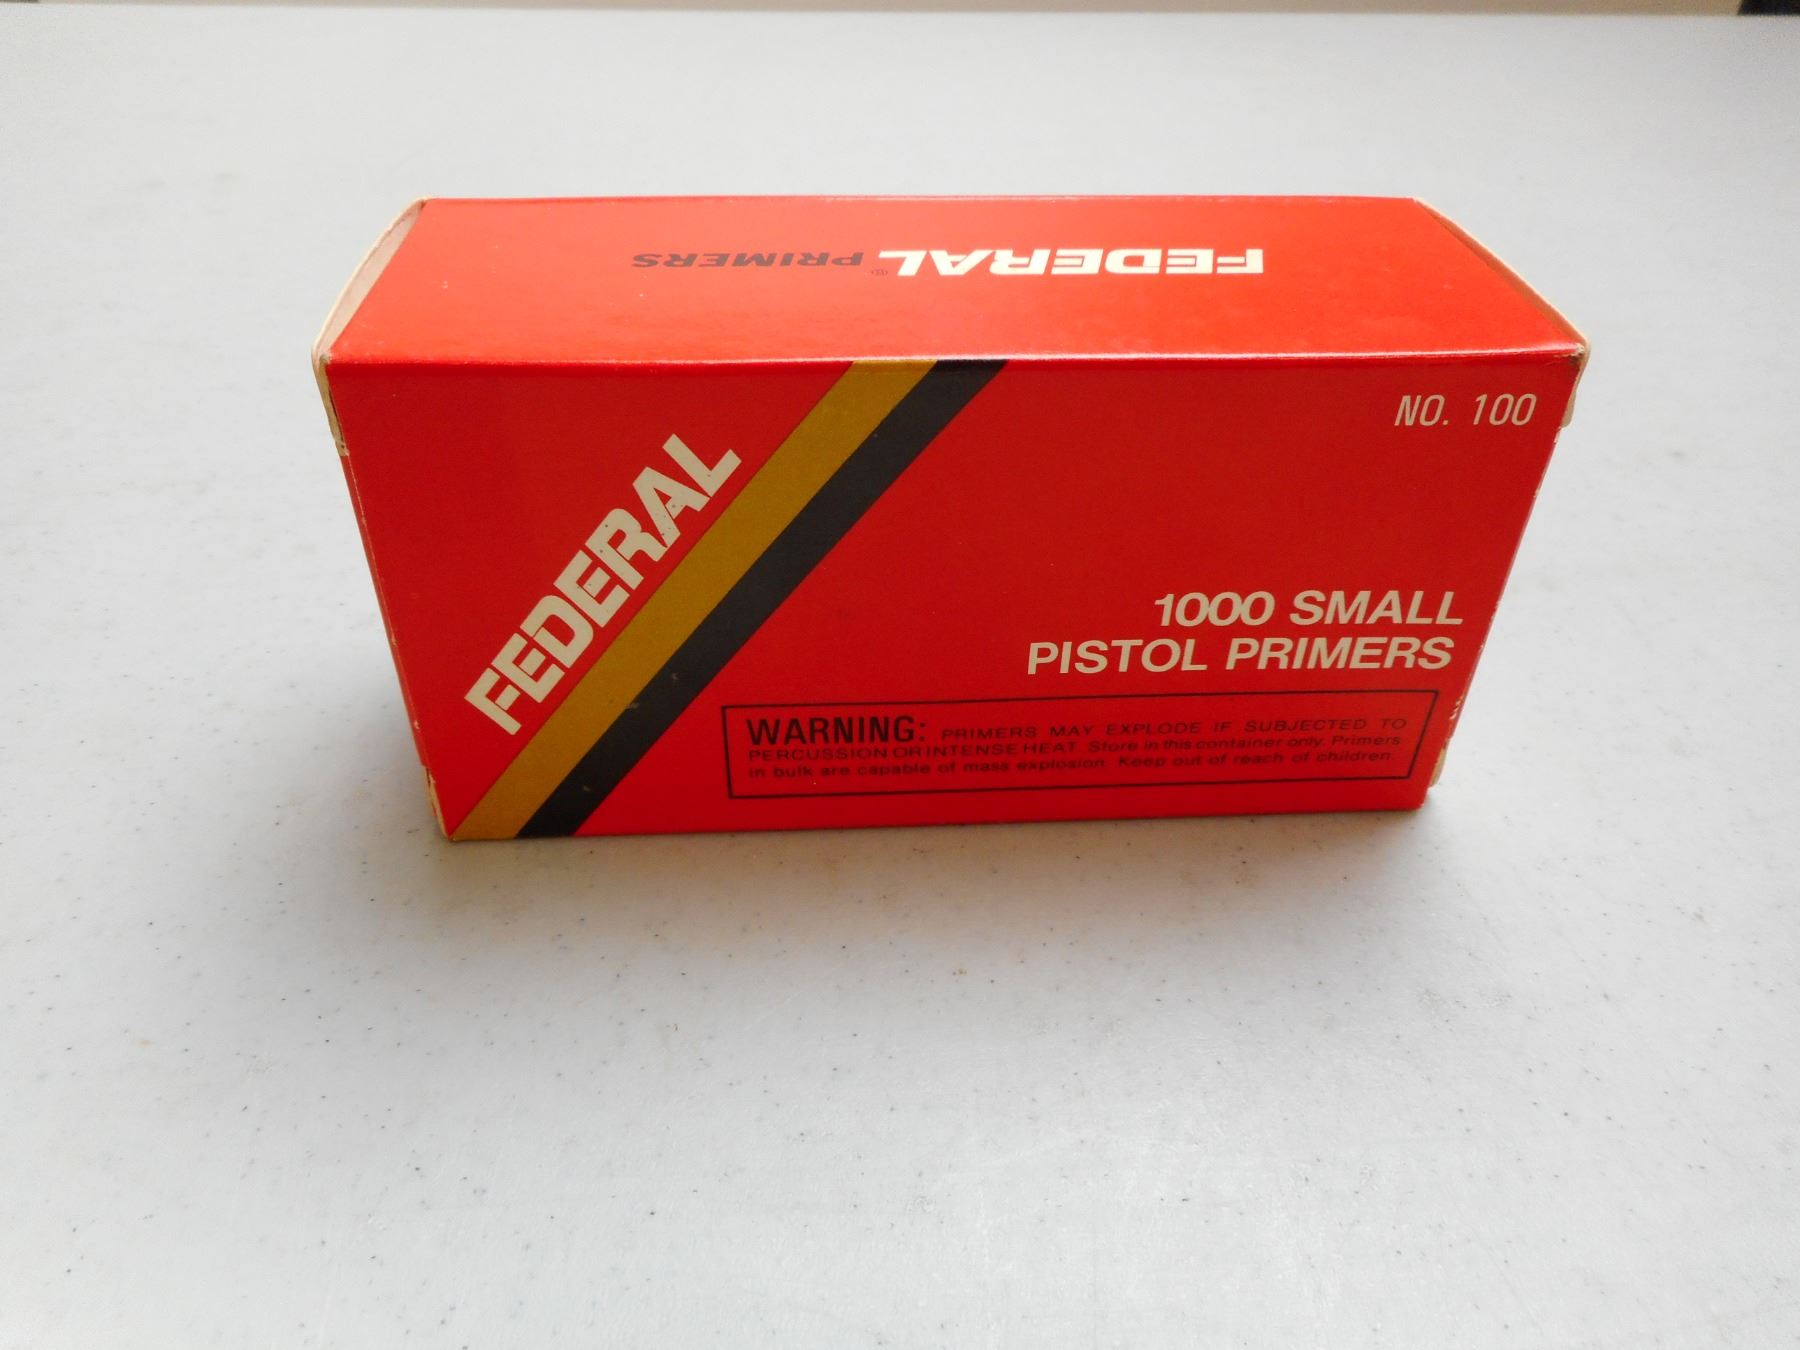 FEDERAL® PRIMERS
FEDERAL
NO. 100
1000 SMALL
PISTOL PRIMERS
WARNING: PRIMERS MAY EXPLODE IF SUBJECTED TO
PERCUSSION OR INTENSE HEAT. Store in this container only. Primers
in bulk are capable of mass explosion. Keep out of reach of children.